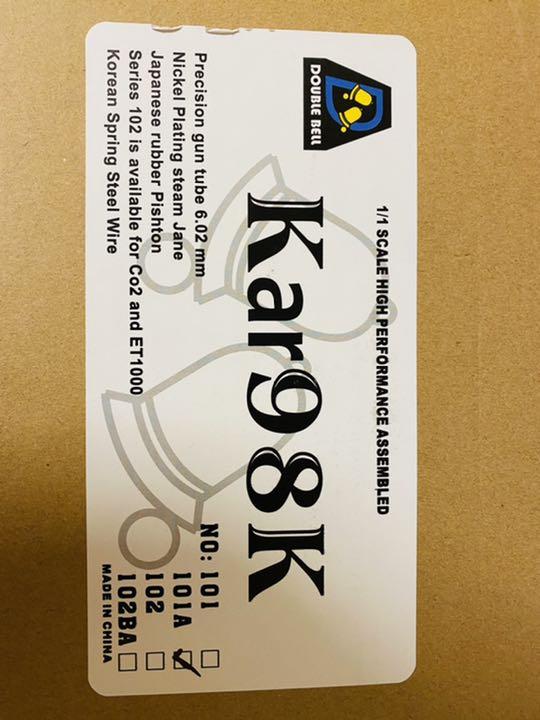 DOUBLE BELL
1/1 SCALE HIGH PERFORMANCE ASSEMBLED
Kar98K
Precision gun tube 6.02 mm
Nickel Plating steam Jane
Japanese rubber Pishton
Series 102 is available for Co2 and ET1000
Korean Spring Steel Wire
NO: 101
101A
102
102BA
MADE IN CHINA